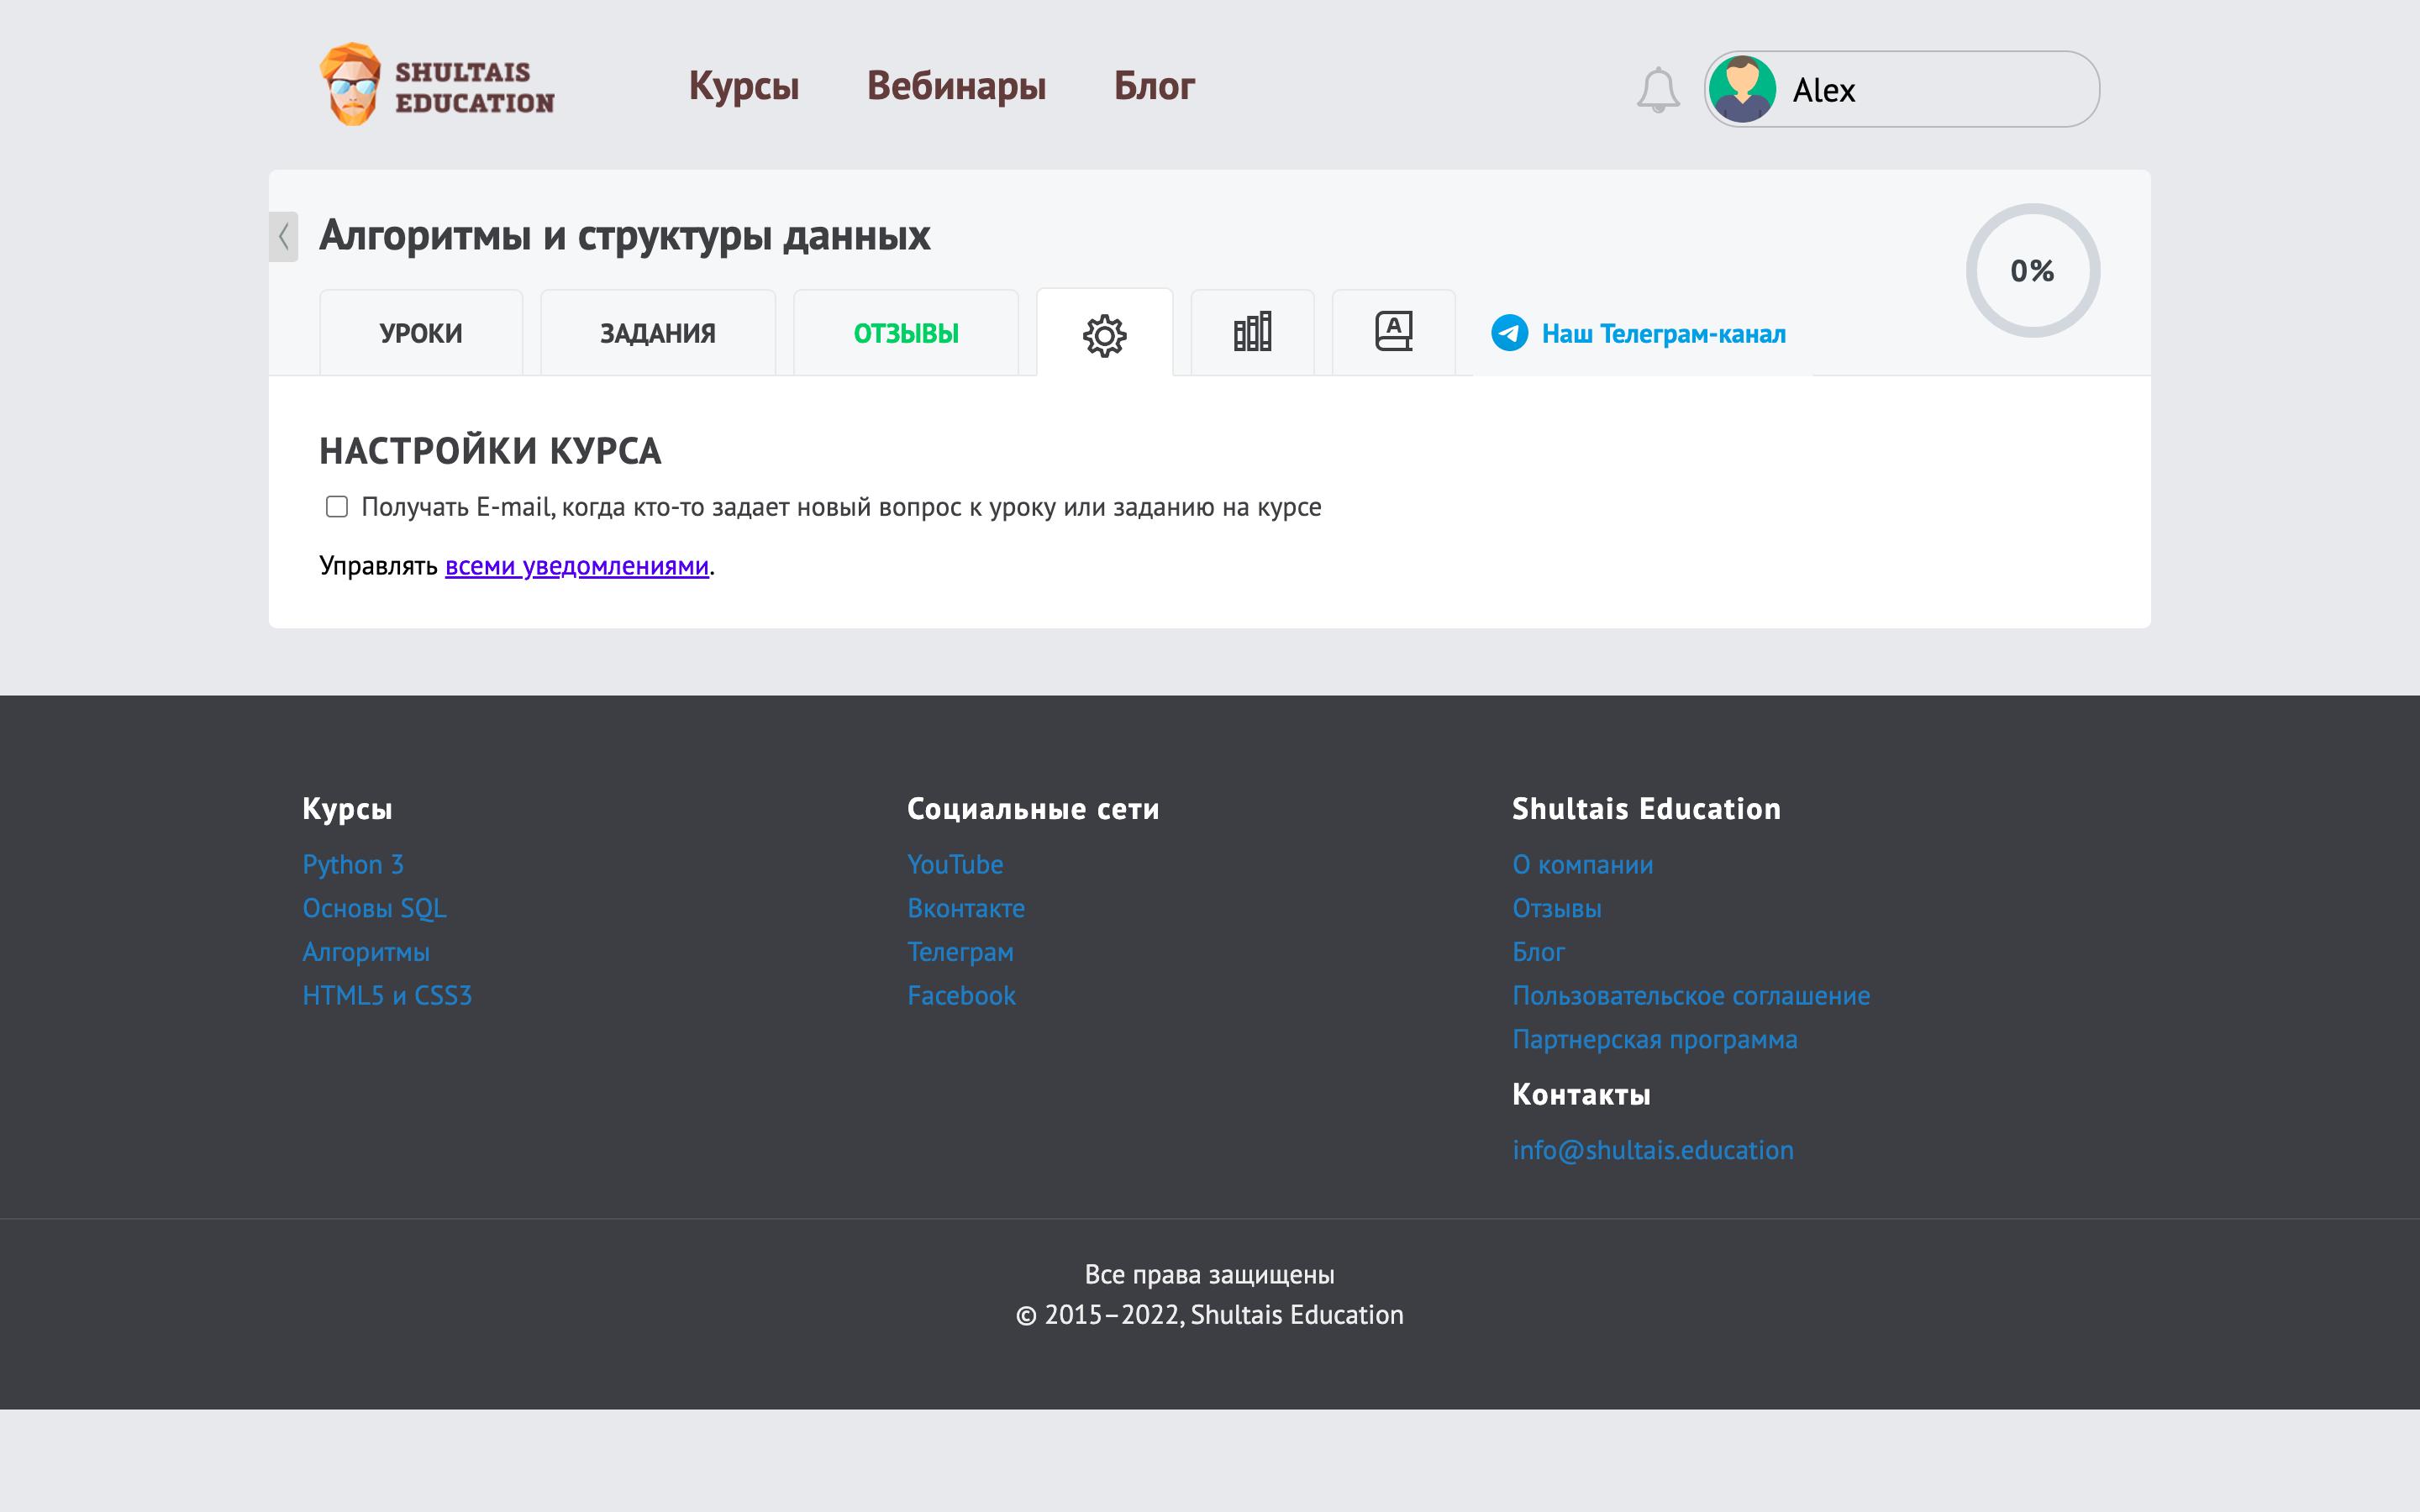 SHULTAIS
EDUCATION
Курсы
Вебинары
Блог
Alex
Алгоритмы и структуры данных
0%
УРОКИ
ЗАДАНИЯ
ОТЗЫВЫ
A
Наш Телеграм-канал
НАСТРОЙКИ КУРСА
Получать E-mail, когда кто-то задает новый вопрос к уроку или заданию на курсе
Управлять всеми уведомлениями.
Курсы
Python 3
Основы SQL
Алгоритмы
HTML5 и CSS3
Социальные сети
YouTube
Вконтакте
Телеграм
Facebook
Shultais Education
О компании
Отзывы
Блог
Пользовательское соглашение
Партнерская программа
Контакты
info@shultais.education
Все права защищены
© 2015–2022, Shultais Education